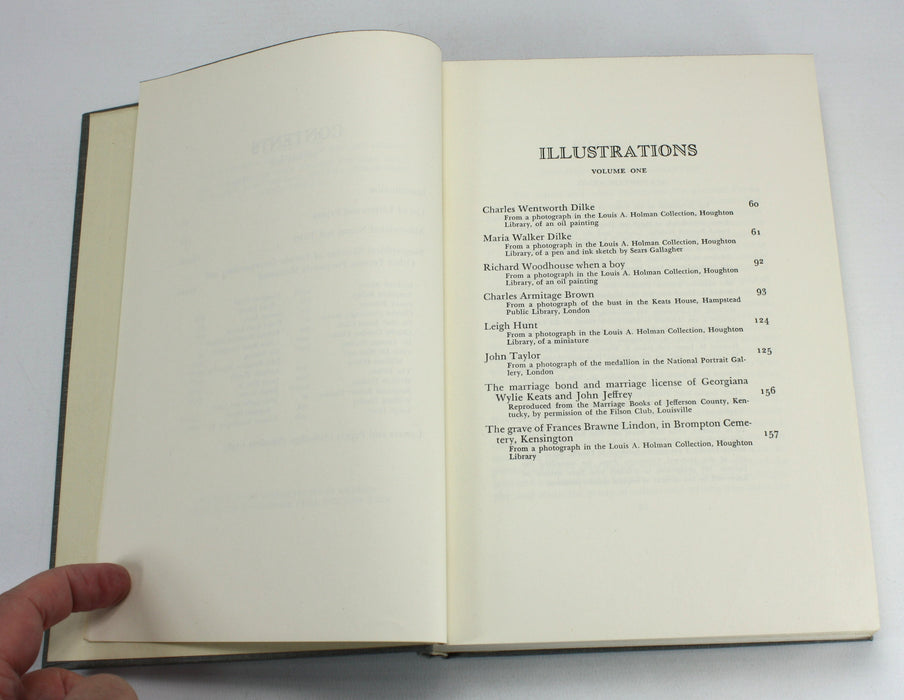 CONTENTS
ILLUSTRATIONS
VOLUME ONE
Charles Wentworth Dilke 60
From a photograph in the Louis A. Holman Collection, Houghton
Library, of an oil painting
Maria Walker Dilke 61
From a photograph in the Louis A. Holman Collection, Houghton
Library, of a pen and ink sketch by Sears Gallagher
Richard Woodhouse when a boy 92
From a photograph in the Louis A. Holman Collection, Houghton
Library, of an oil painting
Charles Armitage Brown 93
From a photograph of the bust in the Keats House, Hampstead
Public Library, London
Leigh Hunt 124
From a photograph in the Louis A. Holman Collection, Houghton
Library, of a miniature
John Taylor 125
From a photograph of the medallion in the National Portrait Gal-
lery, London
The marriage bond and marriage license of Georgiana
Wylie Keats and John Jeffrey 156
Reproduced from the Marriage Books of Jefferson County, Ken-
tucky, by permission of the Filson Club, Louisville
The grave of Frances Brawne Lindon, in Brompton Ceme-
tery, Kensington 157
From a photograph in the Louis A. Holman Collection, Houghton
Library